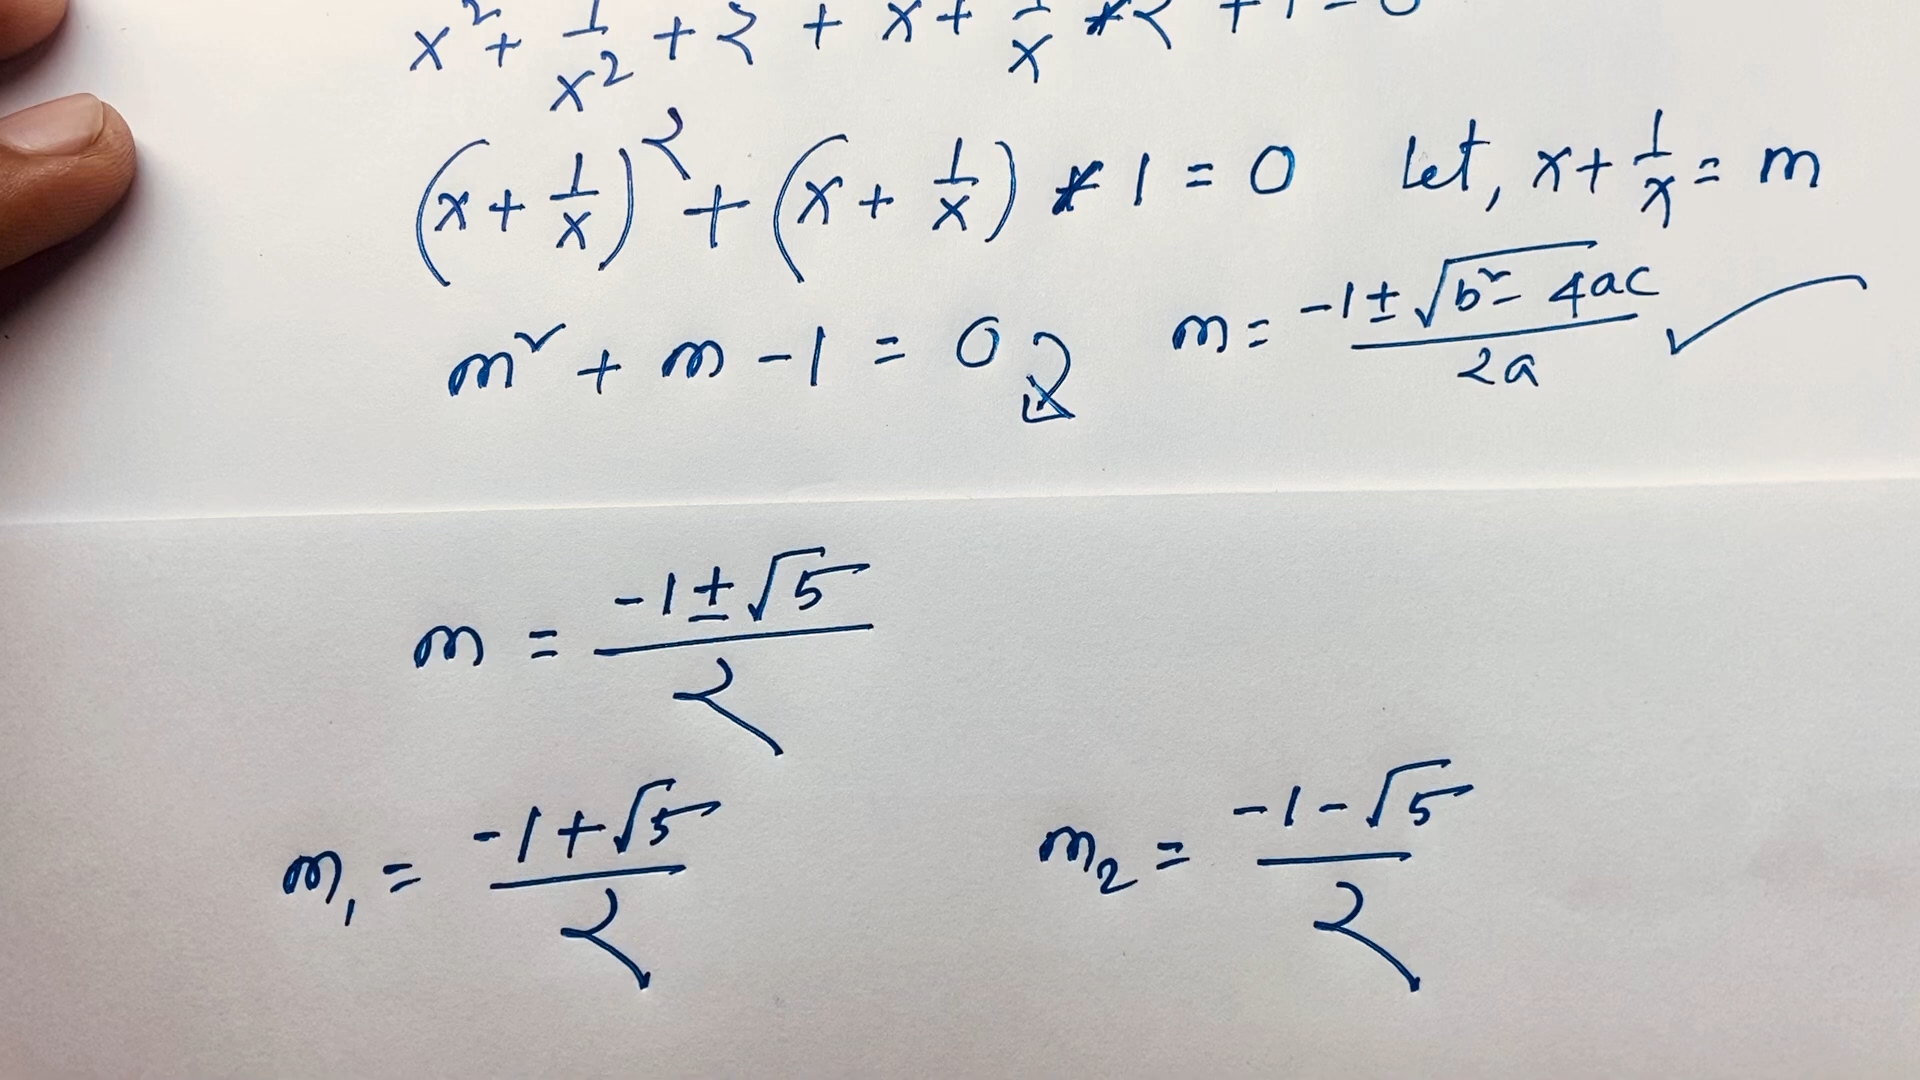 x² + 1/x² + 2 + x + 1/x - 2 + 1 = 0
(x + 1/x)² + (x + 1/x) - 1 = 0 Let, x + 1/x = m
m² + m - 1 = 0 m = -1 ± √(b² - 4ac) / 2a ✓
m = -1 ± √5 / 2
m₁ = -1 + √5 / 2 m₂ = -1 - √5 / 2